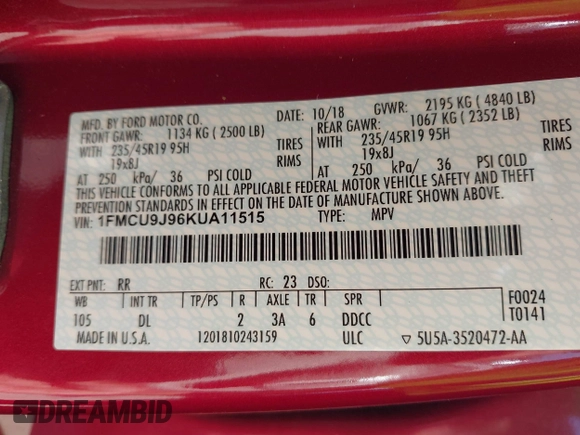 MFD. BY FORD MOTOR CO.
DATE: 10/18 GVWR: 2195 KG ( 4840 LB)
FRONT GAWR: 1134 KG ( 2500 LB) REAR GAWR: 1067 KG ( 2352 LB)
WITH 235/45R19 95H TIRES WITH 235/45R19 95H TIRES
19x8J RIMS 19x8J RIMS
AT 250 kPa/ 36 PSI COLD AT 250 kPa/ 36 PSI COLD
THIS VEHICLE CONFORMS TO ALL APPLICABLE FEDERAL MOTOR VEHICLE SAFETY AND THEFT
PREVENTION STANDARDS IN EFFECT ON THE DATE OF MANUFACTURE SHOWN ABOVE.
VIN: 1FMCU9J96KUA11515 TYPE: MPV
EXT PNT: RR RC: 23 DSO:
WB INT TR TP/PS R AXLE TR SPR F0024
105 DL 2 3A 6 DDCC T0141
MADE IN U.S.A. 1201810243159 ULC ▽ 5U5A-3520472-AA
DREAMBID